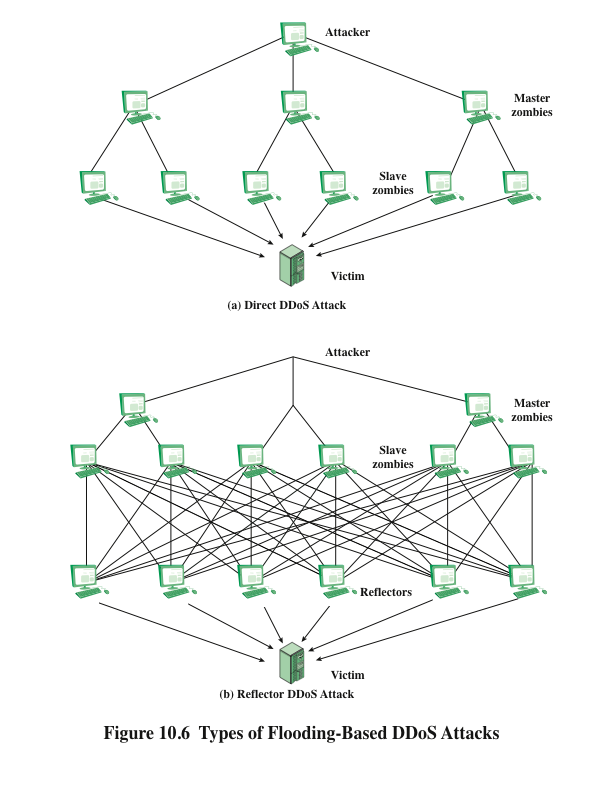 Attacker
Master
zombies
Slave
zombies
Victim
(a) Direct DDoS Attack
Attacker
Master
zombies
Slave
zombies
Reflectors
Victim
(b) Reflector DDoS Attack
Figure 10.6 Types of Flooding-Based DDoS Attacks